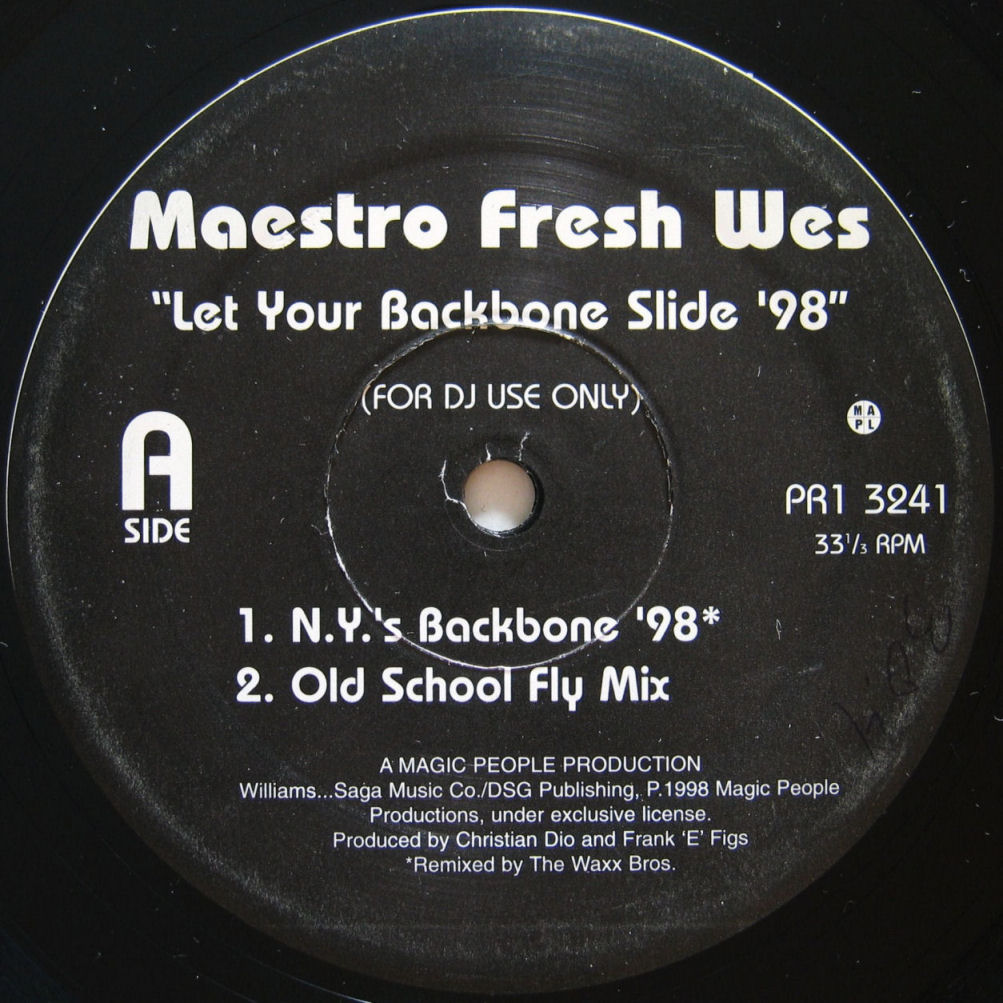 Maestro Fresh Wes
"Let Your Backbone Slide '98"
(FOR DJ USE ONLY)
A
SIDE
M A
P L
PR1 3241
33 1/3 RPM
1. N.Y.'s Backbone '98*
2. Old School Fly Mix
A MAGIC PEOPLE PRODUCTION
Williams...Saga Music Co./DSG Publishing, P.1998 Magic People
Productions, under exclusive license.
Produced by Christian Dio and Frank 'E' Figs
*Remixed by The Waxx Bros.